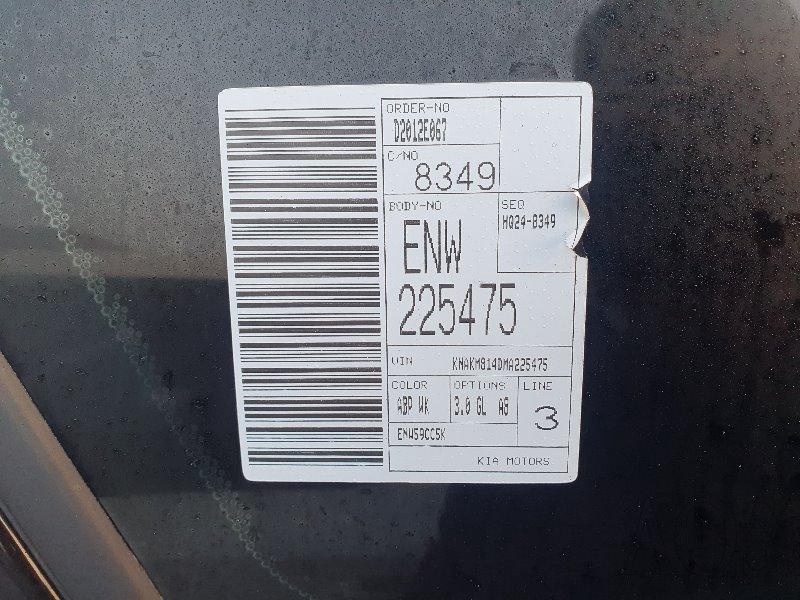 ORDER-NO
D2012E067
C/NO
8349
BODY-NO
SEQ
HQ24-8349
ENW
225475
VIN KNAKM814DMA225475
COLOR OPTIONS LINE
ABP WK 3.0 GL A8 3
ENW59CC5K
KIA MOTORS